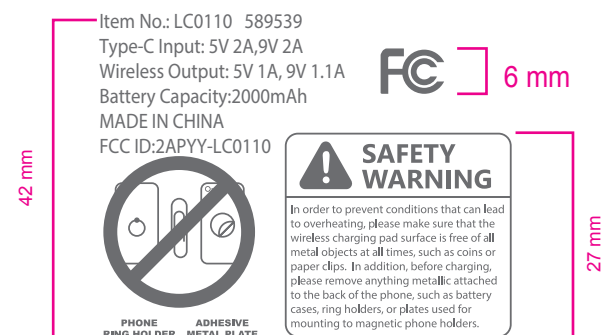 Item No.: LC0110 589539
Type-C Input: 5V 2A,9V 2A
Wireless Output: 5V 1A, 9V 1.1A
Battery Capacity:2000mAh
MADE IN CHINA
FCC ID:2APYY-LC0110
FC
6 mm
42 mm
SAFETY
WARNING
In order to prevent conditions that can lead
to overheating, please make sure that the
wireless charging pad surface is free of all
metal objects at all times, such as coins or
paper clips. In addition, before charging,
please remove anything metallic attached
to the back of the phone, such as battery
cases, ring holders, or plates used for
mounting to magnetic phone holders.
27 mm
PHONE ADHESIVE
RING HOLDER METAL PLATE